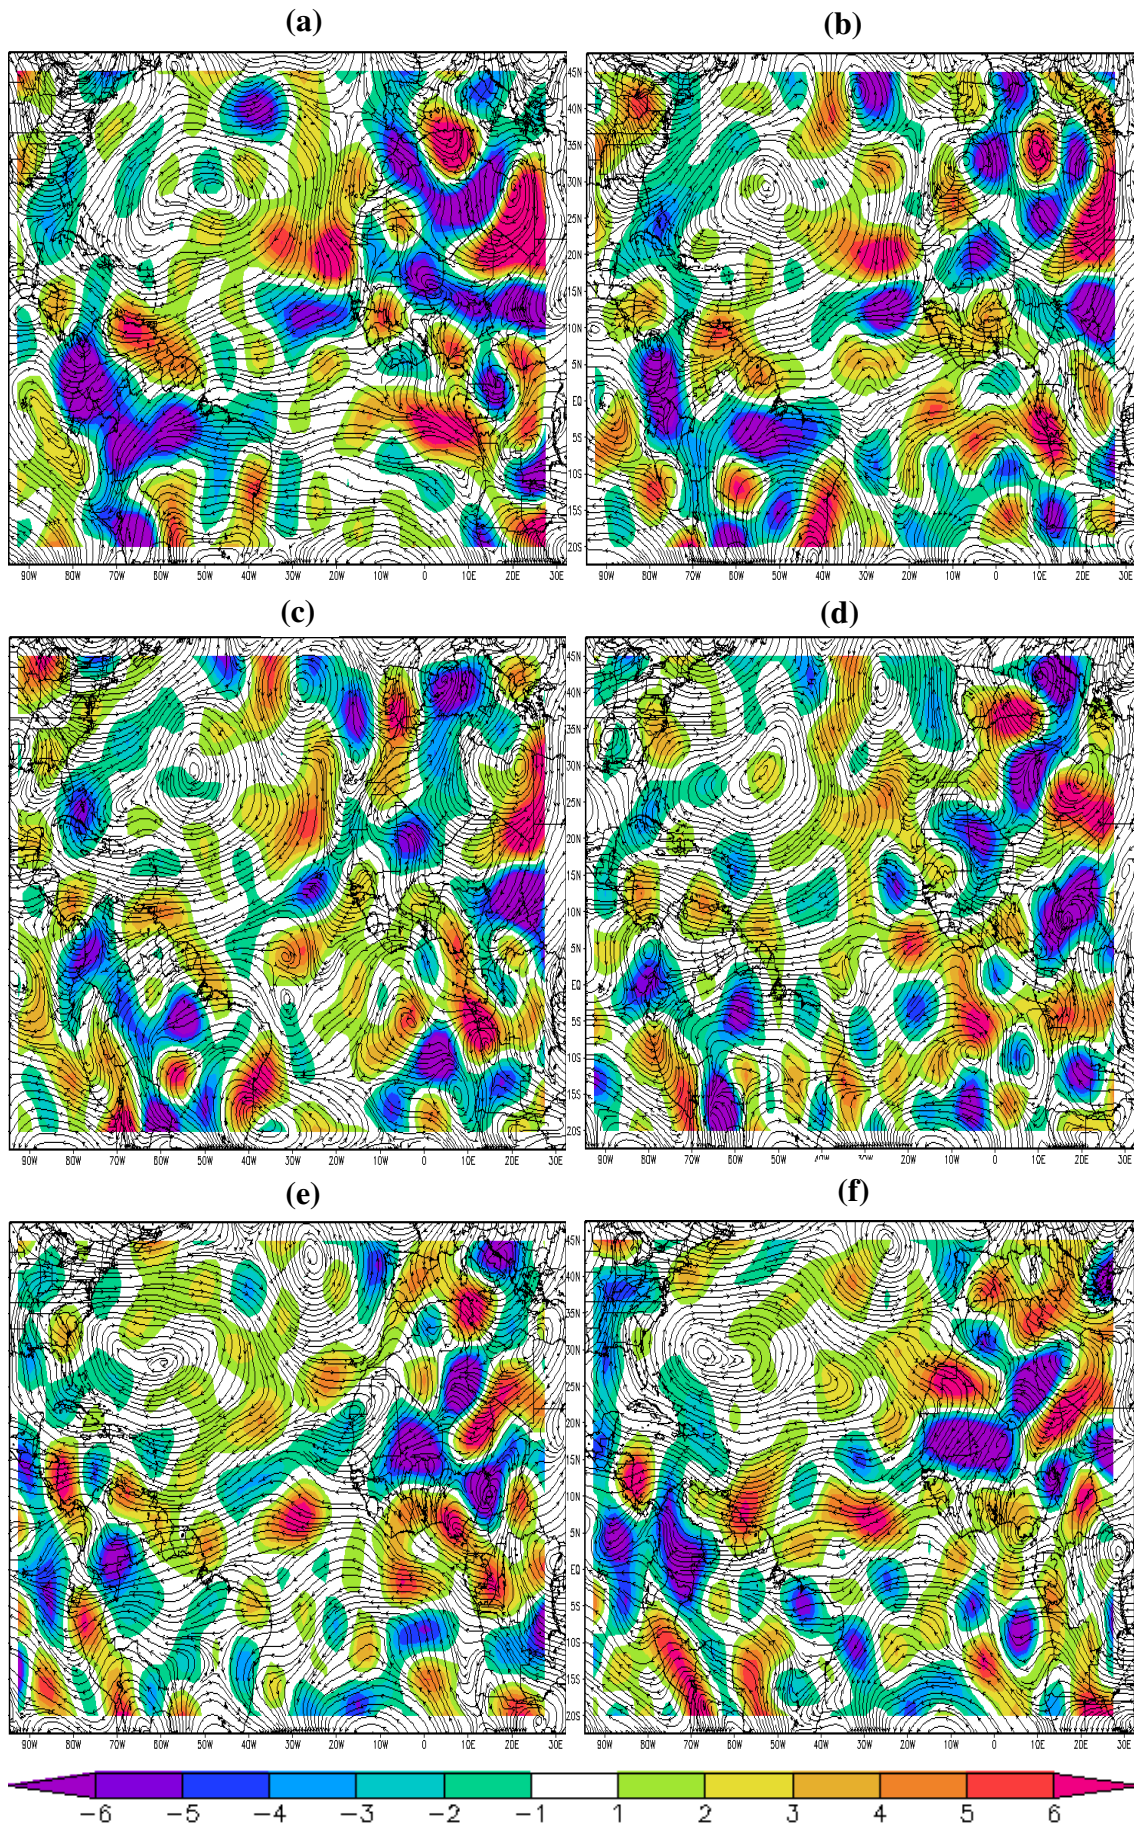 (a) (b)
45N
40N
35N
30N
25N
20N
15N
10N
5N
EQ
5S
10S
15S
20S
90W 80W 70W 60W 50W 40W 30W 20W 10W 0 10E 20E 30E 90W 80W 70W 60W 50W 40W 30W 20W 10W 0 10E 20E 30E
(c) (d)
45N
40N
35N
30N
25N
20N
15N
10N
5N
EQ
5S
10S
15S
20S
90W 80W 70W 60W 50W 40W 30W 20W 10W 0 10E 20E 30E 90W 80W 70W 60W 50W 20W 10W 0 10E 20E 30E
(e) (f)
45N
40N
35N
30N
25N
20N
15N
10N
5N
EQ
5S
10S
15S
20S
90W 80W 70W 60W 50W 40W 30W 20W 10W 0 10E 20E 30E 90W 80W 70W 60W 50W 40W 30W 20W 10W 0 10E 20E 30E
−6 −5 −4 −3 −2 −1 1 2 3 4 5 6